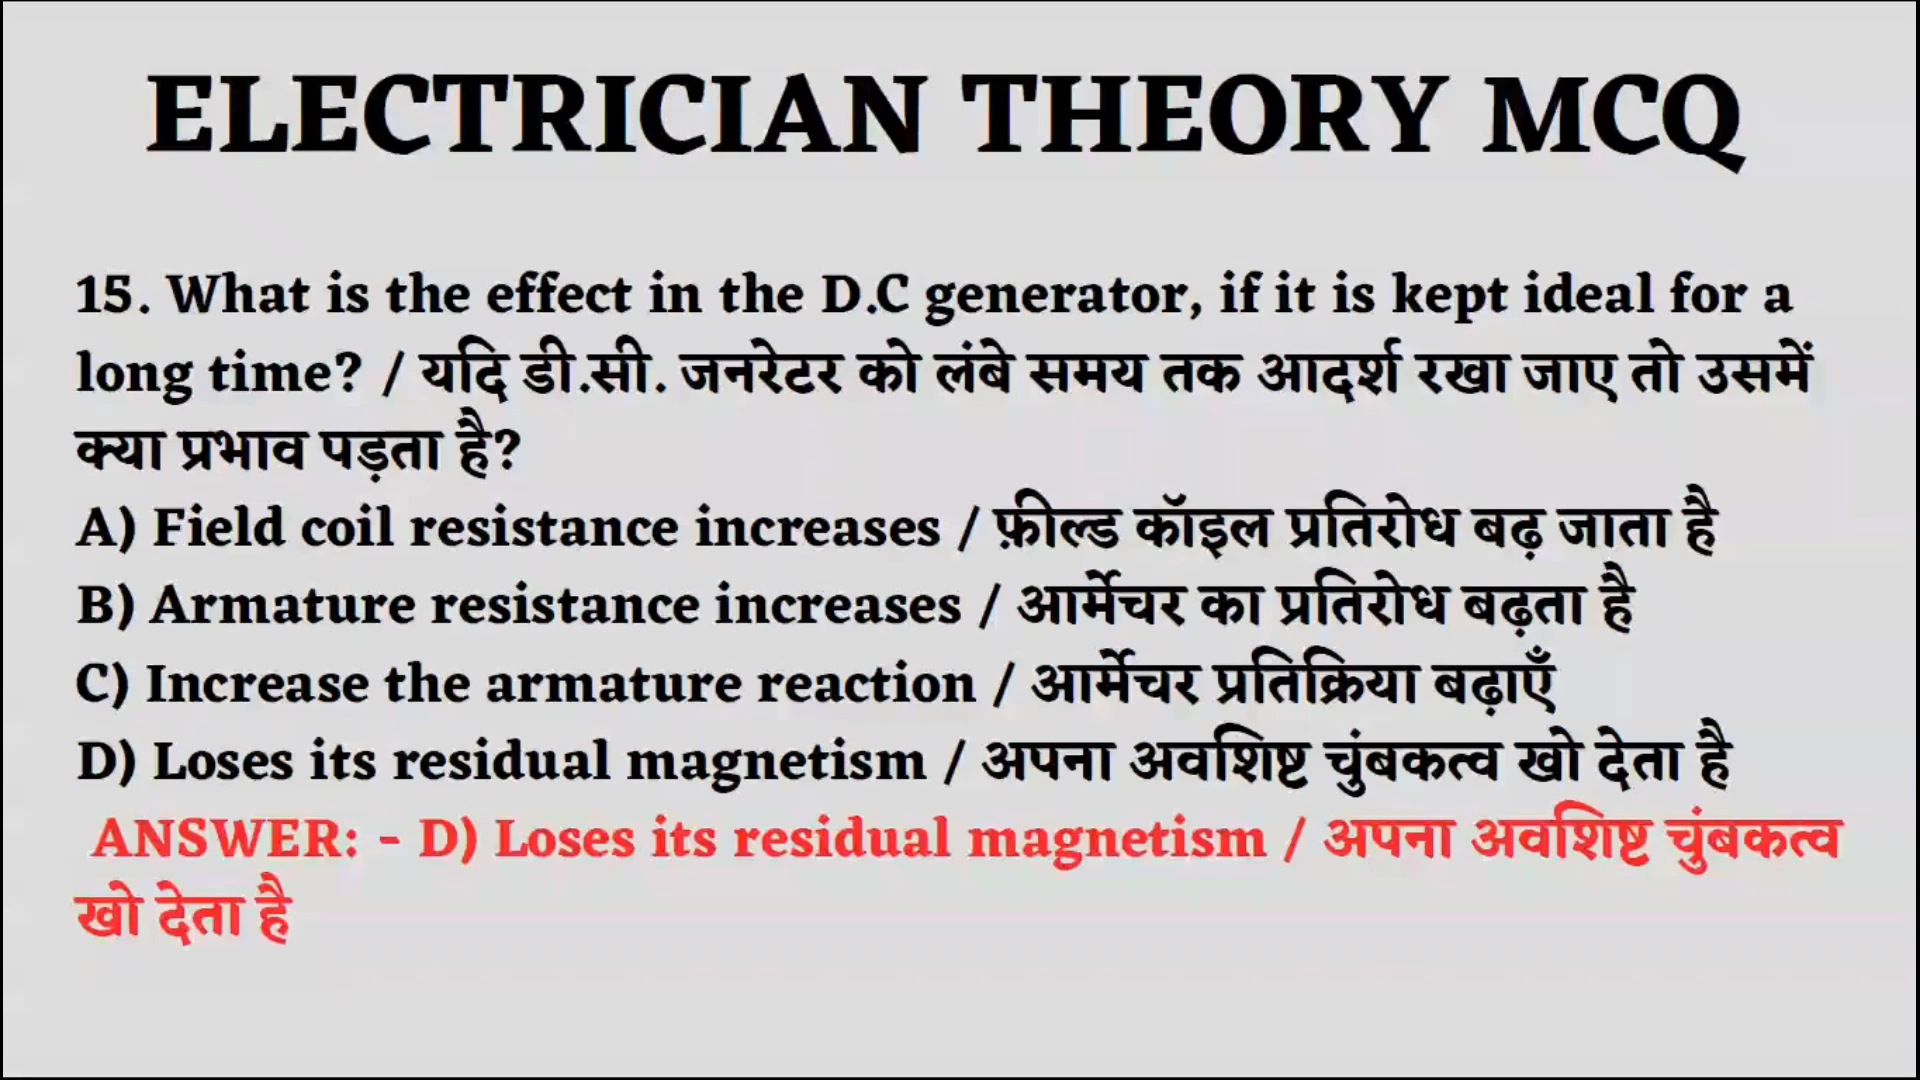 ELECTRICIAN THEORY MCQ
15. What is the effect in the D.C generator, if it is kept ideal for a
long time? / यदि डी.सी. जनरेटर को लंबे समय तक आदर्श रखा जाए तो उसमें
क्या प्रभाव पड़ता है?
A) Field coil resistance increases / फ़ील्ड कॉइल प्रतिरोध बढ़ जाता है
B) Armature resistance increases / आर्मेचर का प्रतिरोध बढ़ता है
C) Increase the armature reaction / आर्मेचर प्रतिक्रिया बढ़ाएँ
D) Loses its residual magnetism / अपना अवशिष्ट चुंबकत्व खो देता है
ANSWER: - D) Loses its residual magnetism / अपना अवशिष्ट चुंबकत्व
खो देता है